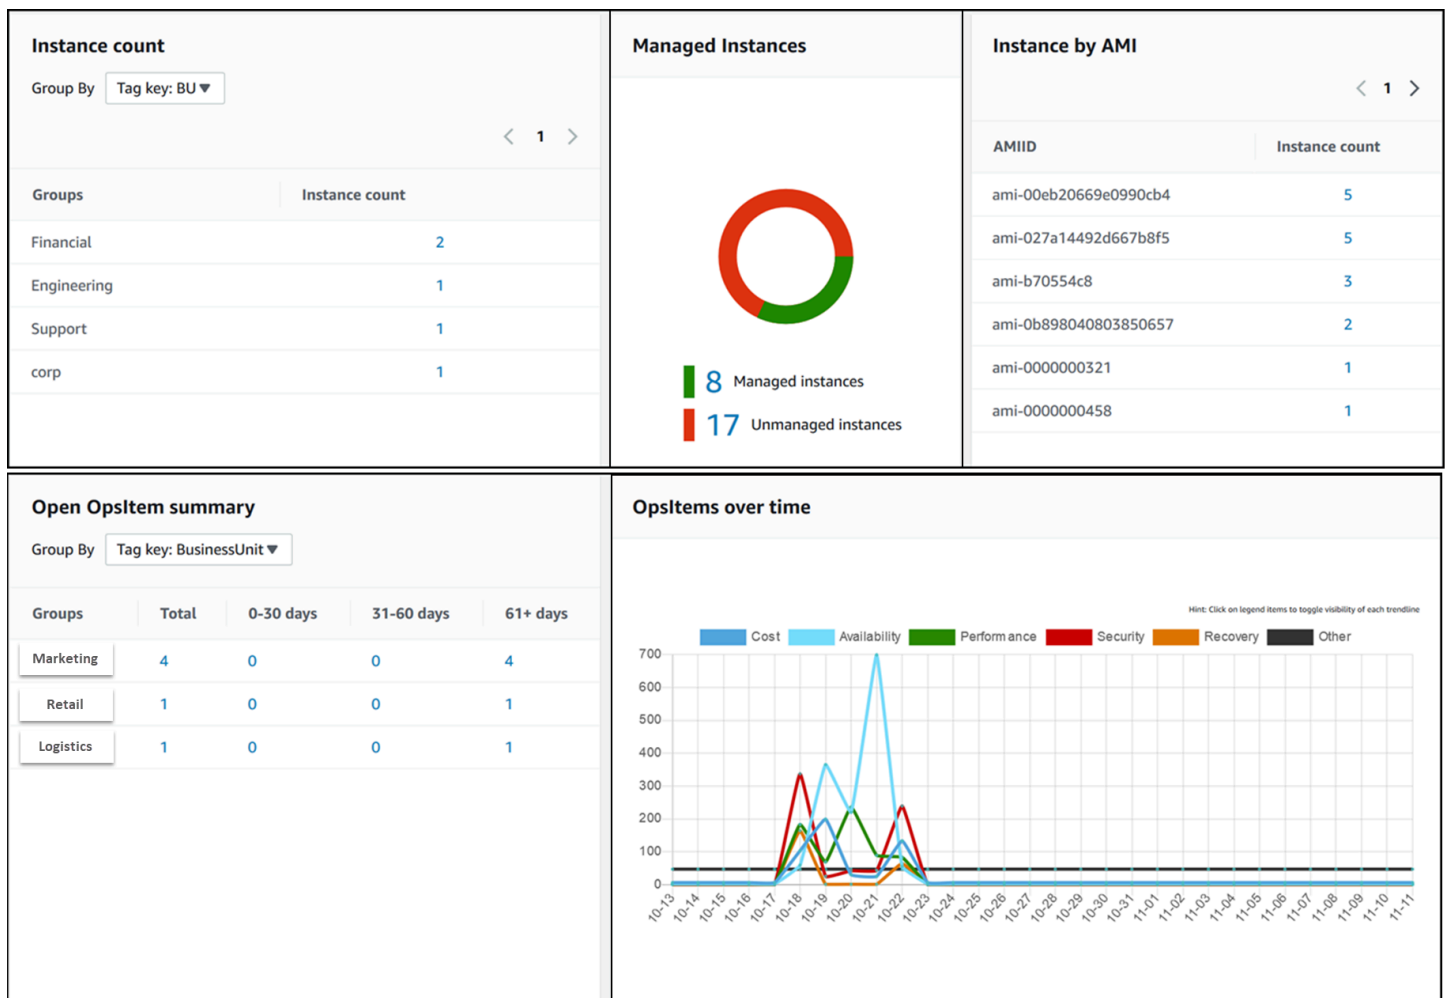 Instance count
Group By Tag key: BU
1
Groups Instance count
Financial 2
Engineering 1
Support 1
corp 1
Managed Instances
8 Managed instances
17 Unmanaged instances
Instance by AMI
1
AMIID Instance count
ami-00eb20669e0990cb4 5
ami-027a14492d667b8f5 5
ami-b70554c8 3
ami-0b898040803850657 2
ami-0000000321 1
ami-0000000458 1
Open OpsItem summary
Group By Tag key: BusinessUnit
Groups Total 0-30 days 31-60 days 61+ days
Marketing 4 0 0 4
Retail 1 0 0 1
Logistics 1 0 0 1
OpsItems over time
Hint: Click on legend items to toggle visibility of each trendline
Cost Availability Performance Security Recovery Other
700
600
500
400
300
200
100
0
10-13 10-14 10-15 10-16 10-17 10-18 10-19 10-20 10-21 10-22 10-23 10-24 10-25 10-26 10-27 10-28 10-29 10-30 10-31 11-01 11-02 11-03 11-04 11-05 11-06 11-07 11-08 11-09 11-10 11-11